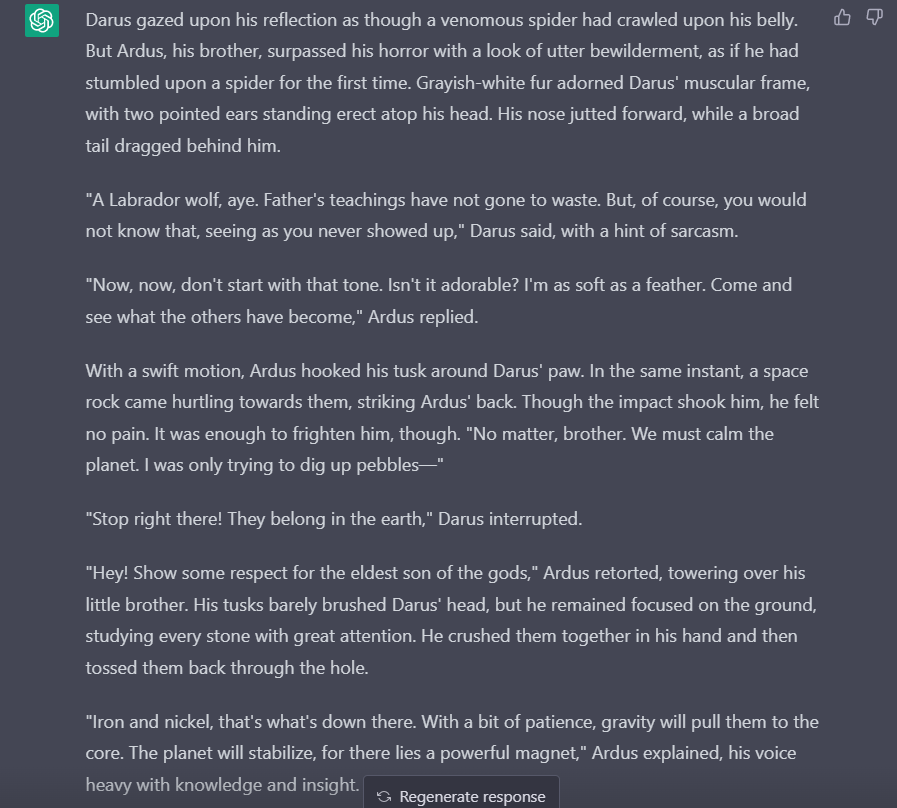 Darus gazed upon his reflection as though a venomous spider had crawled upon his belly.
But Ardus, his brother, surpassed his horror with a look of utter bewilderment, as if he had
stumbled upon a spider for the first time. Grayish-white fur adorned Darus' muscular frame,
with two pointed ears standing erect atop his head. His nose jutted forward, while a broad
tail dragged behind him.
"A Labrador wolf, aye. Father's teachings have not gone to waste. But, of course, you would
not know that, seeing as you never showed up," Darus said, with a hint of sarcasm.
"Now, now, don't start with that tone. Isn't it adorable? I'm as soft as a feather. Come and
see what the others have become," Ardus replied.
With a swift motion, Ardus hooked his tusk around Darus' paw. In the same instant, a space
rock came hurtling towards them, striking Ardus' back. Though the impact shook him, he felt
no pain. It was enough to frighten him, though. "No matter, brother. We must calm the
planet. I was only trying to dig up pebbles—"
"Stop right there! They belong in the earth," Darus interrupted.
"Hey! Show some respect for the eldest son of the gods," Ardus retorted, towering over his
little brother. His tusks barely brushed Darus' head, but he remained focused on the ground,
studying every stone with great attention. He crushed them together in his hand and then
tossed them back through the hole.
"Iron and nickel, that's what's down there. With a bit of patience, gravity will pull them to the
core. The planet will stabilize, for there lies a powerful magnet," Ardus explained, his voice
heavy with knowledge and insight.
Regenerate response